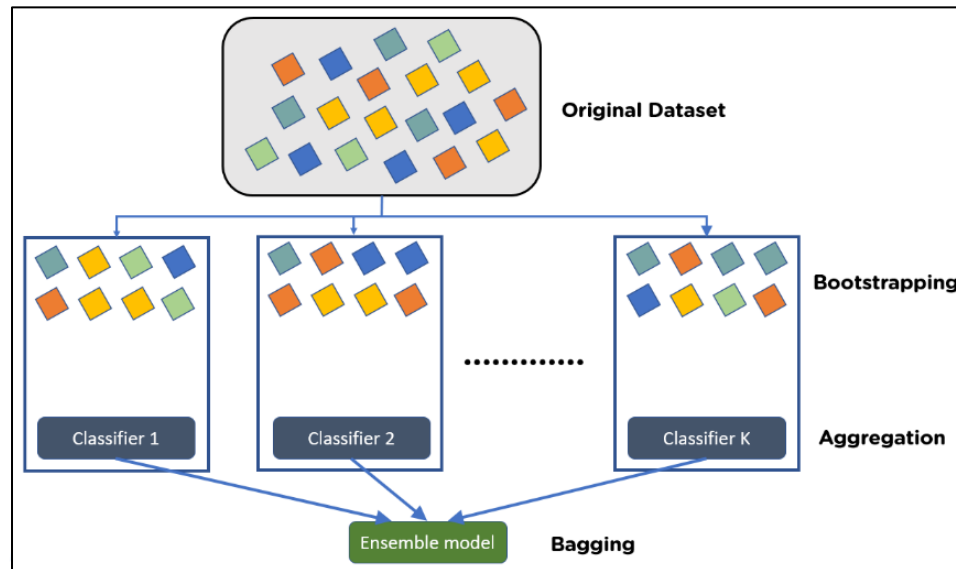 Original Dataset
Bootstrapping
Classifier 1
Classifier 2
Classifier K
Aggregation
Ensemble model
Bagging